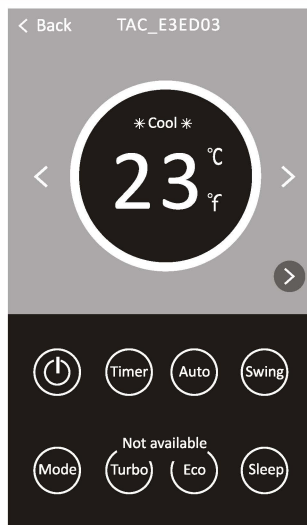 < Back TAC_E3ED03
✳ Cool ✳
23 °C
°f
Timer Auto Swing
Not available
Mode Turbo Eco Sleep